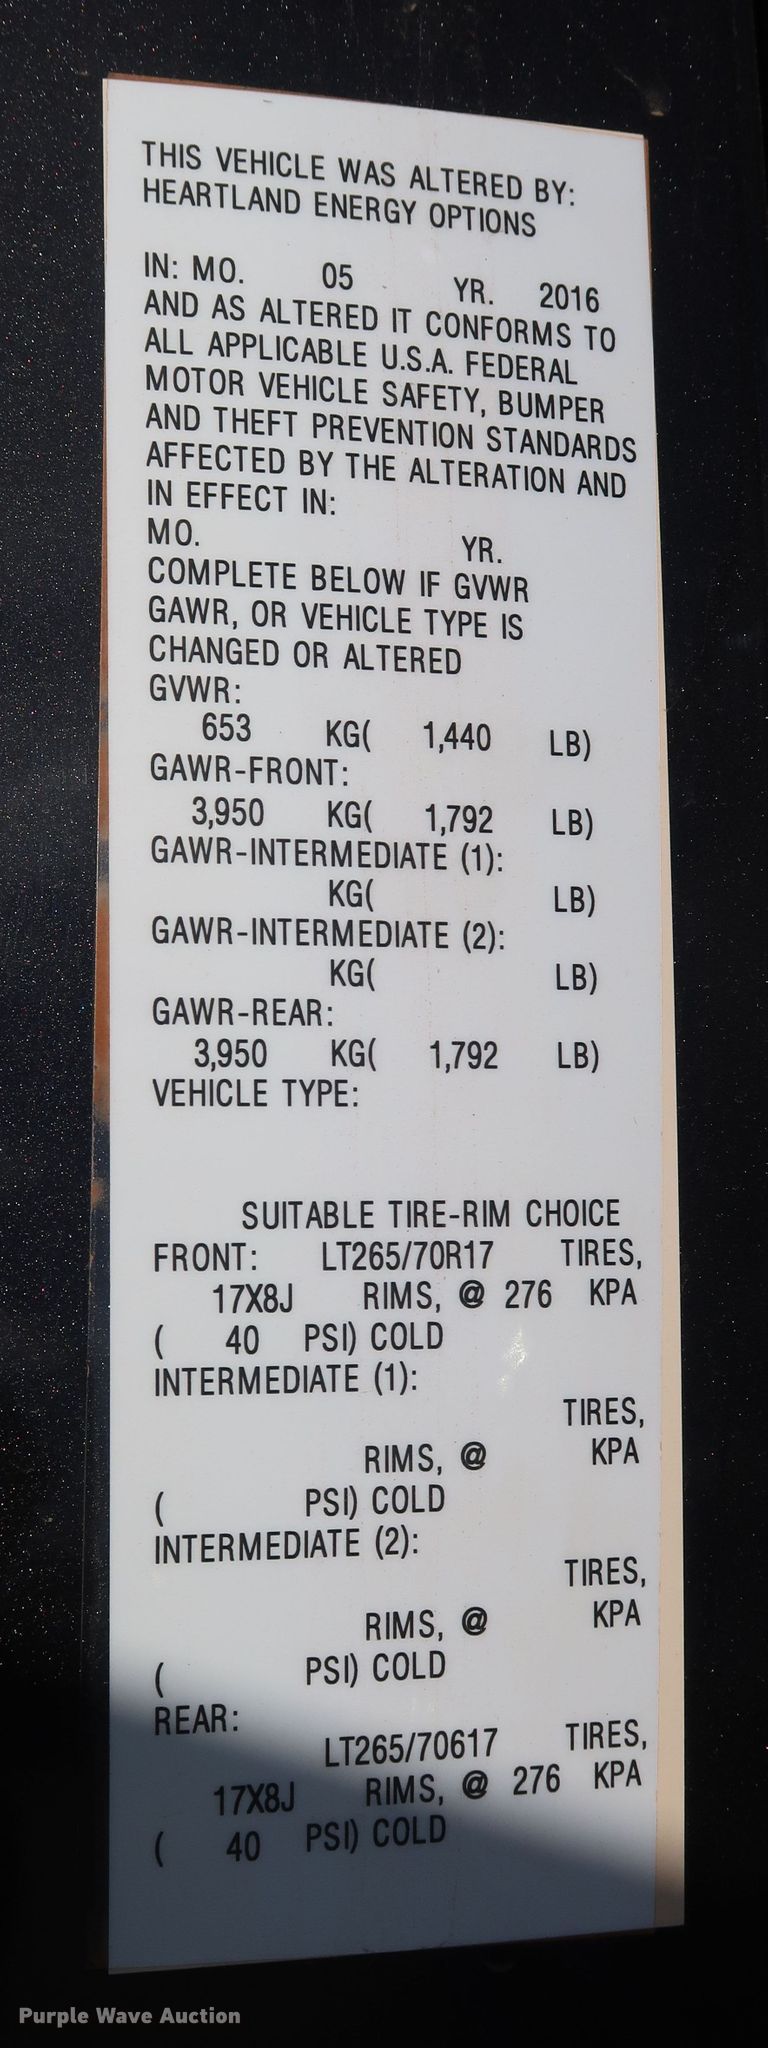 THIS VEHICLE WAS ALTERED BY:
HEARTLAND ENERGY OPTIONS
IN: MO. 05 YR. 2016
AND AS ALTERED IT CONFORMS TO
ALL APPLICABLE U.S.A. FEDERAL
MOTOR VEHICLE SAFETY, BUMPER
AND THEFT PREVENTION STANDARDS
AFFECTED BY THE ALTERATION AND
IN EFFECT IN:
MO. YR.
COMPLETE BELOW IF GVWR
GAWR, OR VEHICLE TYPE IS
CHANGED OR ALTERED
GVWR:
653 KG( 1,440 LB)
GAWR-FRONT:
3,950 KG( 1,792 LB)
GAWR-INTERMEDIATE (1):
KG( LB)
GAWR-INTERMEDIATE (2):
KG( LB)
GAWR-REAR:
3,950 KG( 1,792 LB)
VEHICLE TYPE:
SUITABLE TIRE-RIM CHOICE
FRONT: LT265/70R17 TIRES,
17X8J RIMS, @ 276 KPA
( 40 PSI) COLD
INTERMEDIATE (1):
TIRES,
RIMS, @ KPA
( PSI) COLD
INTERMEDIATE (2):
TIRES,
RIMS, @ KPA
( PSI) COLD
REAR:
LT265/70617 TIRES,
17X8J RIMS, @ 276 KPA
( 40 PSI) COLD
Purple Wave Auction